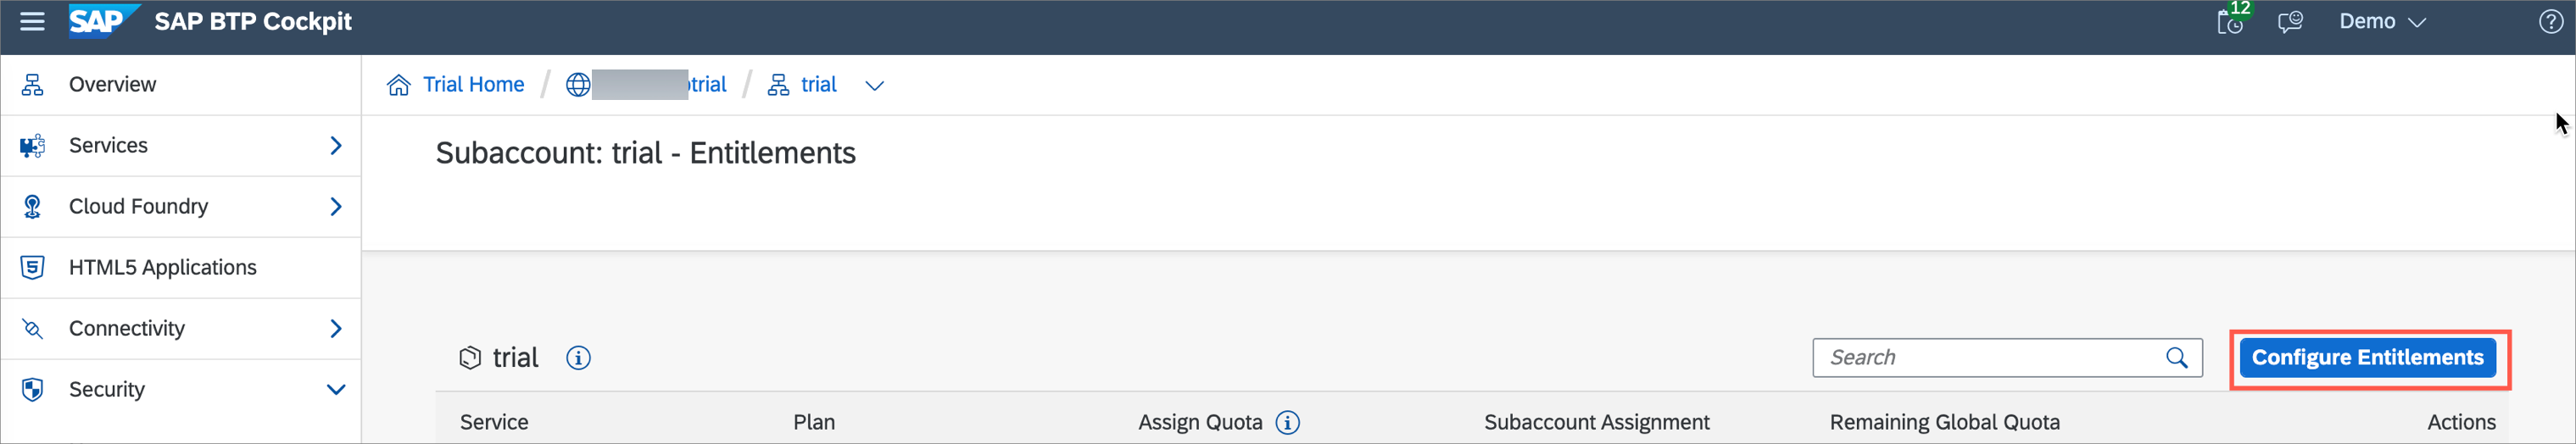 SAP SAP BTP Cockpit
12
Demo
Overview
Services
Cloud Foundry
HTML5 Applications
Connectivity
Security
Trial Home / trial / trial
Subaccount: trial - Entitlements
trial
Search
Configure Entitlements
Service Plan Assign Quota Subaccount Assignment Remaining Global Quota Actions